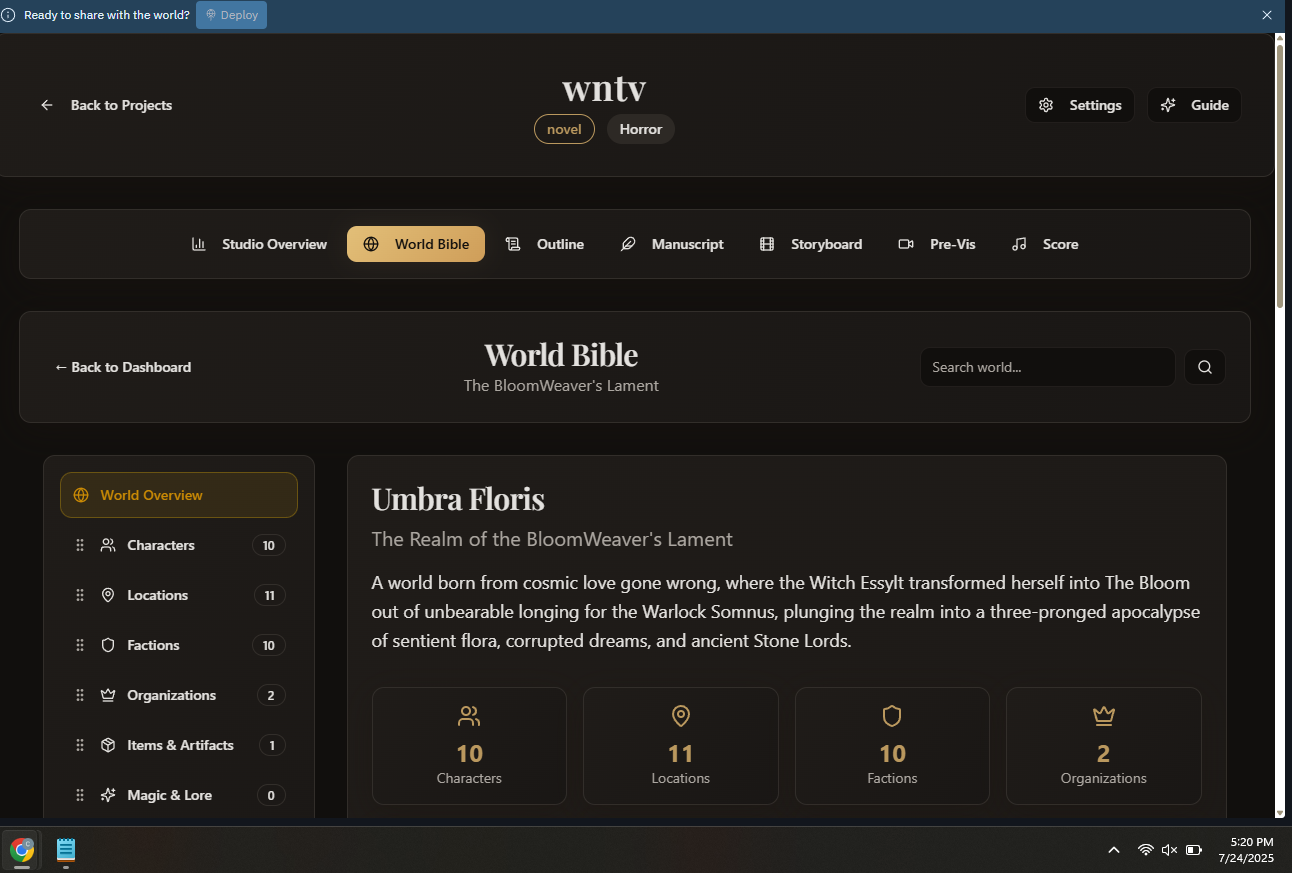 Ready to share with the world? Deploy
wntv
Back to Projects
Settings
Guide
novel Horror
Studio Overview
World Bible
Outline
Manuscript
Storyboard
Pre-Vis
Score
World Bible
← Back to Dashboard
Search world...
The BloomWeaver's Lament
World Overview
Characters 10
Locations 11
Factions 10
Organizations 2
Items & Artifacts 1
Magic & Lore 0
Umbra Floris
The Realm of the BloomWeaver's Lament
A world born from cosmic love gone wrong, where the Witch Essylt transformed herself into The Bloom
out of unbearable longing for the Warlock Somnus, plunging the realm into a three-pronged apocalypse
of sentient flora, corrupted dreams, and ancient Stone Lords.
10
Characters
11
Locations
10
Factions
2
Organizations
5:20 PM
7/24/2025